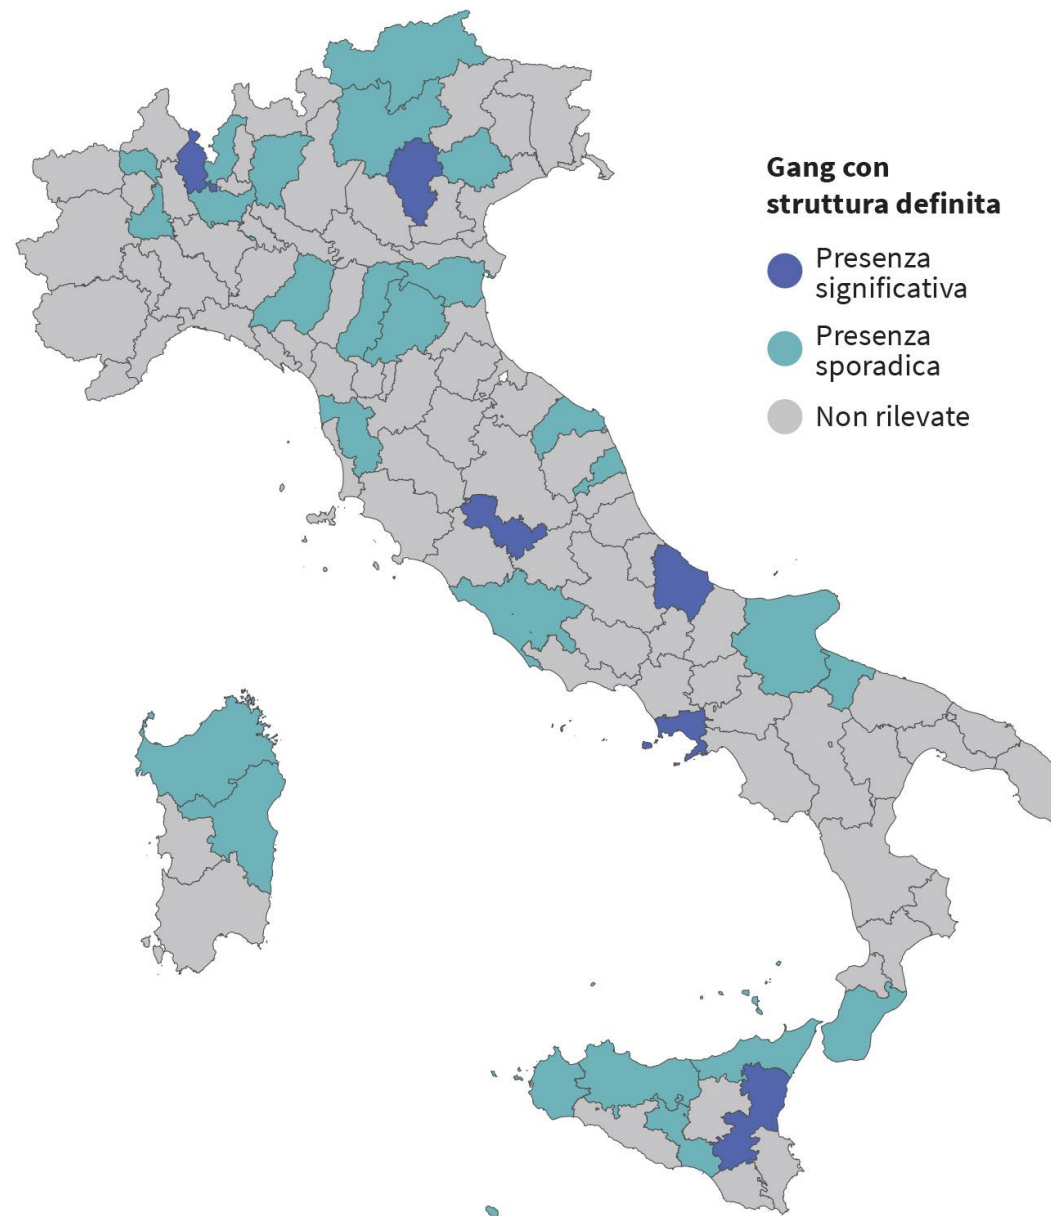 Gang con
struttura definita
Presenza
significativa
Presenza
sporadica
Non rilevate